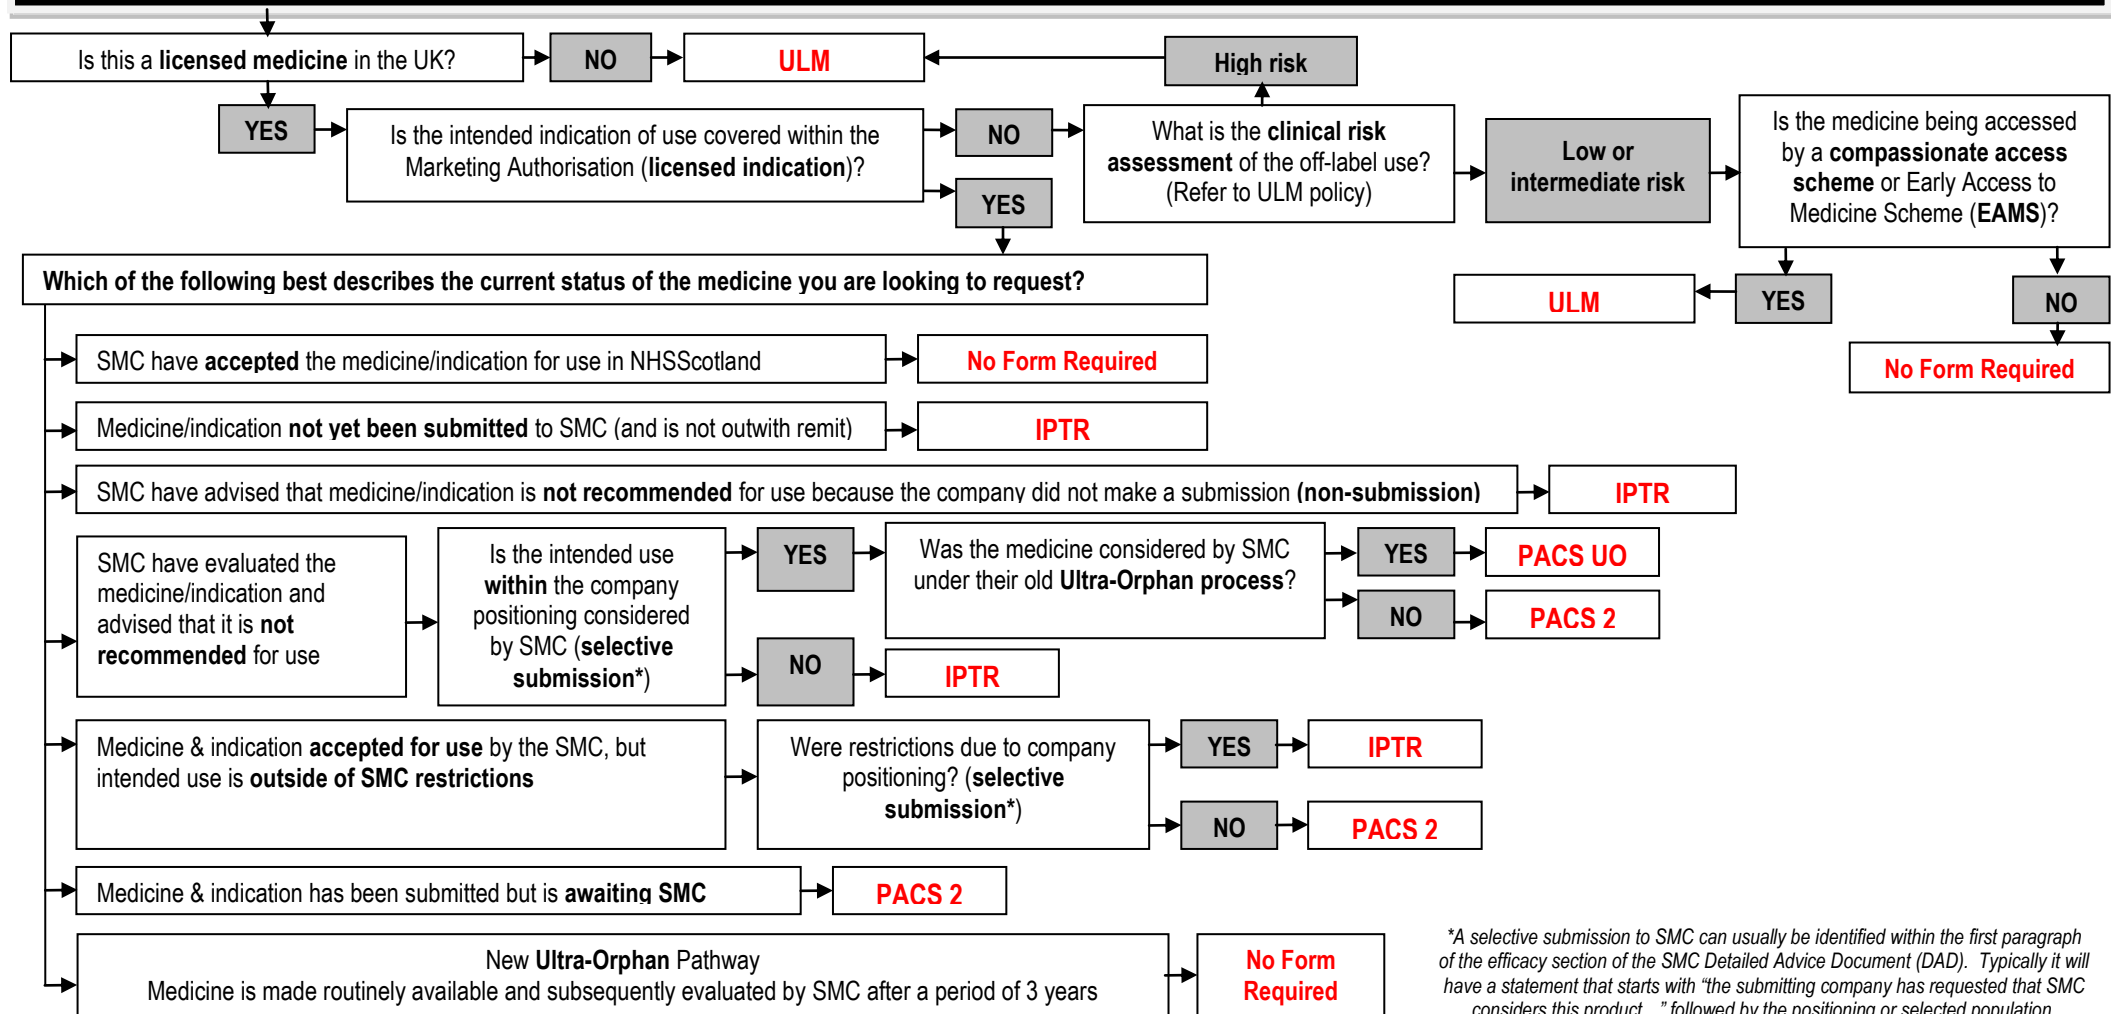 Is this a licensed medicine in the UK?
NO
ULM
High risk
YES
Is the intended indication of use covered within the
Marketing Authorisation (licensed indication)?
NO
YES
What is the clinical risk
assessment of the off-label use?
(Refer to ULM policy)
Low or
intermediate risk
Is the medicine being accessed
by a compassionate access
scheme or Early Access to
Medicine Scheme (EAMS)?
ULM
YES
NO
No Form Required
Which of the following best describes the current status of the medicine you are looking to request?
SMC have accepted the medicine/indication for use in NHSScotland
No Form Required
Medicine/indication not yet been submitted to SMC (and is not outwith remit)
IPTR
SMC have advised that medicine/indication is not recommended for use because the company did not make a submission (non-submission)
IPTR
SMC have evaluated the
medicine/indication and
advised that it is not
recommended for use
Is the intended use
within the company
positioning considered
by SMC (selective
submission*)
YES
Was the medicine considered by SMC
under their old Ultra-Orphan process?
YES
PACS UO
NO
PACS 2
NO
IPTR
Medicine & indication accepted for use by the SMC, but
intended use is outside of SMC restrictions
Were restrictions due to company
positioning? (selective
submission*)
YES
IPTR
NO
PACS 2
Medicine & indication has been submitted but is awaiting SMC
PACS 2
New Ultra-Orphan Pathway
Medicine is made routinely available and subsequently evaluated by SMC after a period of 3 years
No Form
Required
*A selective submission to SMC can usually be identified within the first paragraph
of the efficacy section of the SMC Detailed Advice Document (DAD). Typically it will
have a statement that starts with “the submitting company has requested that SMC
considers this product...” followed by the positioning or selected population